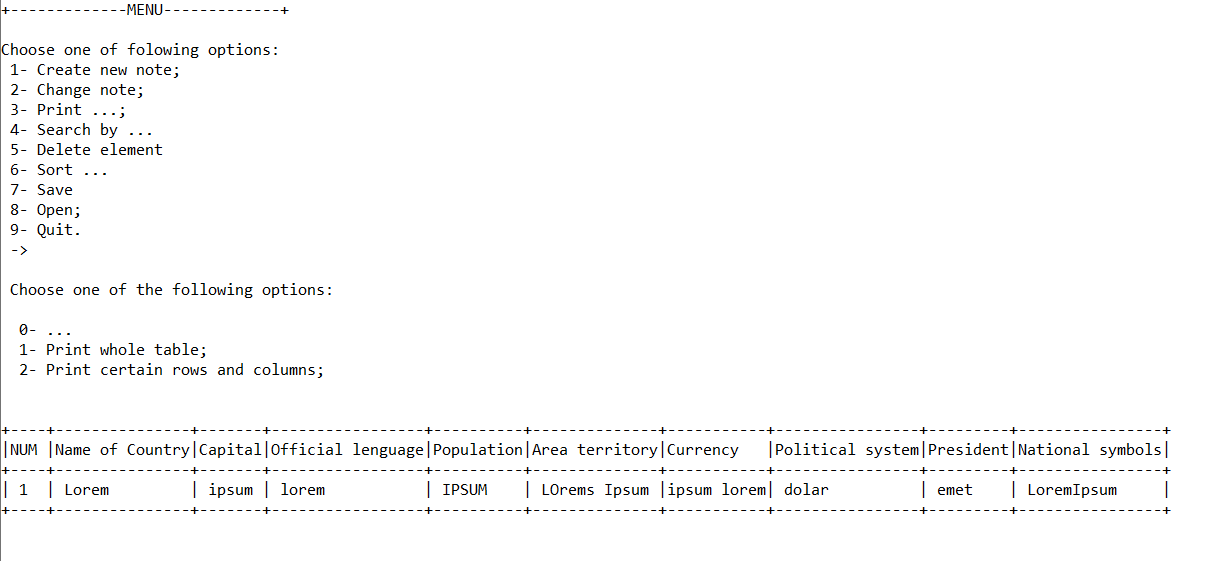 +-------------MENU-------------+
Choose one of folowing options:
1- Create new note;
2- Change note;
3- Print ...;
4- Search by ...
5- Delete element
6- Sort ...
7- Save
8- Open;
9- Quit.
->
Choose one of the following options:
0- ...
1- Print whole table;
2- Print certain rows and columns;
+----+---------------+-------+-----------------+----------+--------------+-----------+----------------+---------+----------------+
|NUM |Name of Country|Capital|Official lenguage|Population|Area territory|Currency   |Political system|President|National symbols|
+----+---------------+-------+-----------------+----------+--------------+-----------+----------------+---------+----------------+
| 1  | Lorem         | ipsum | lorem           | IPSUM    | LOrems Ipsum |ipsum lorem| dolar          | emet    | LoremIpsum     |
+----+---------------+-------+-----------------+----------+--------------+-----------+----------------+---------+----------------+